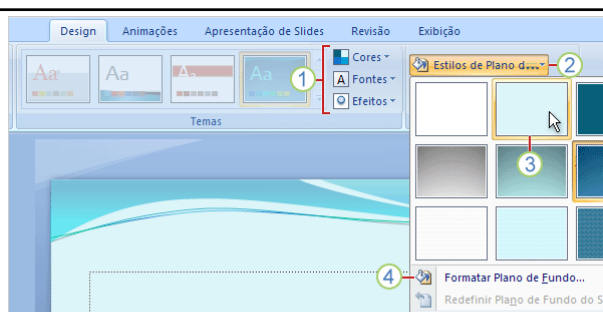 Design Animações Apresentação de Slides Revisão Exibição
Aa Aa Aa Aa
1
Cores
Fontes
Efeitos
Temas
Estilos de Plano d...
2
3
4
Formatar Plano de Fundo...
Redefinir Plano de Fundo do S